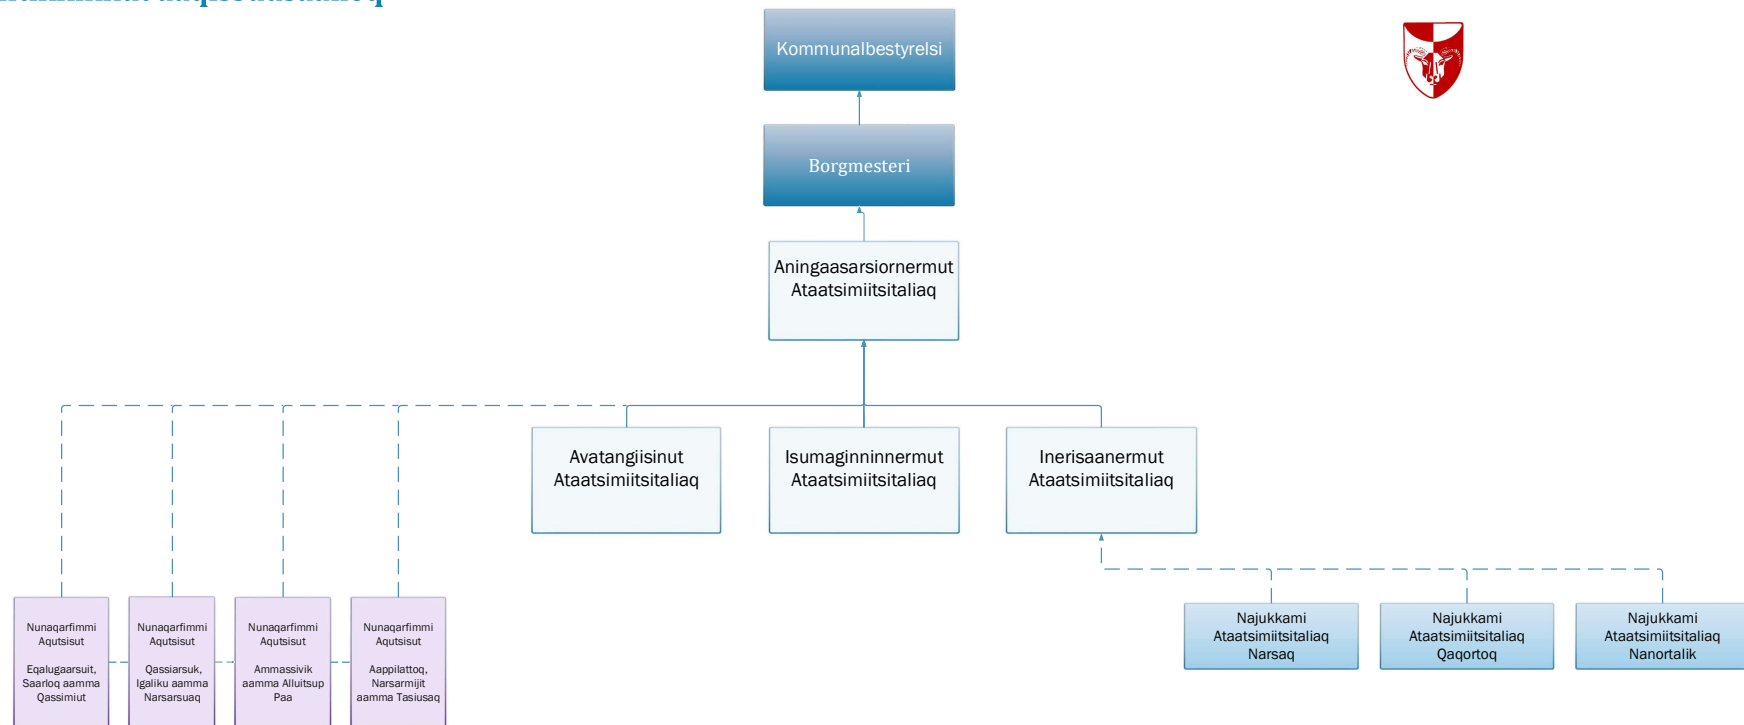 Kommunalbestyrelsi
Borgmesteri
Aningaasarsiornermut
Ataatsimiitsitaliaq
Avatangiisinut
Ataatsimiitsitaliaq
Isumaginninnermut
Ataatsimiitsitaliaq
Inerisaanermut
Ataatsimiitsitaliaq
Nunaqarfimmi
Aqutsisut
Eqalugaarsuit,
Saarloq aamma
Qassimiut
Nunaqarfimmi
Aqutsisut
Qassiarsuk,
Igaliku aamma
Narsarsuaq
Nunaqarfimmi
Aqutsisut
Ammassivik
aamma Alluitsup
Paa
Nunaqarfimmi
Aqutsisut
Aappilattoq,
Narsarmijit
aamma Tasiusaq
Najukkami
Ataatsimiitsitaliaq
Narsaq
Najukkami
Ataatsimiitsitaliaq
Qaqortoq
Najukkami
Ataatsimiitsitaliaq
Nanortalik